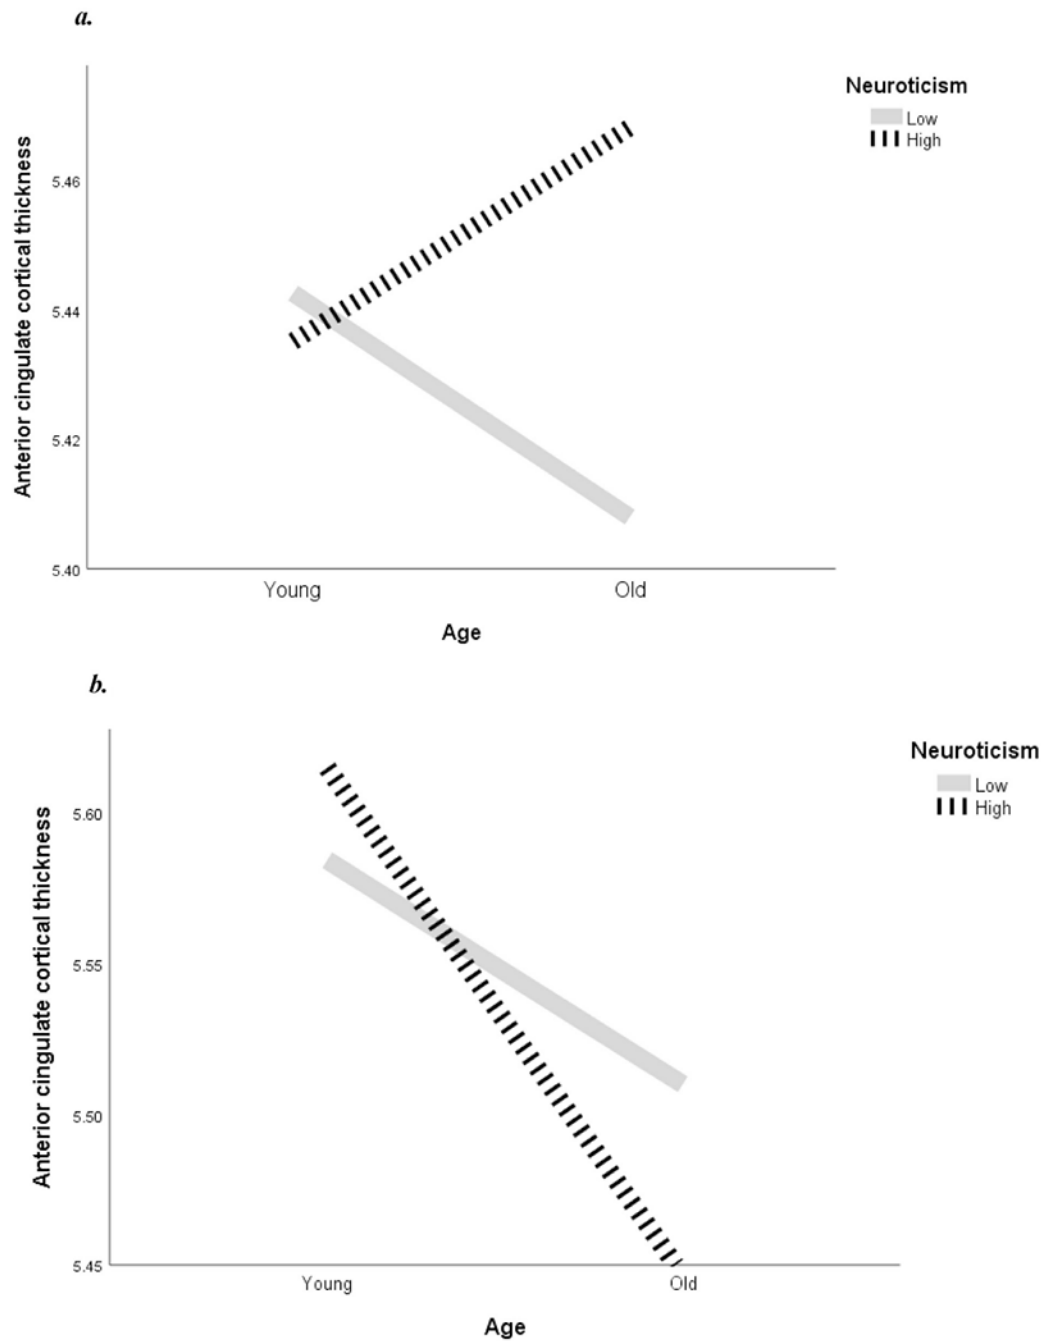 a.
Anterior cingulate cortical thickness
5.46
5.44
5.42
5.40
Young
Old
Age
Neuroticism
Low
High
b.
Anterior cingulate cortical thickness
5.60
5.55
5.50
5.45
Young
Old
Age
Neuroticism
Low
High